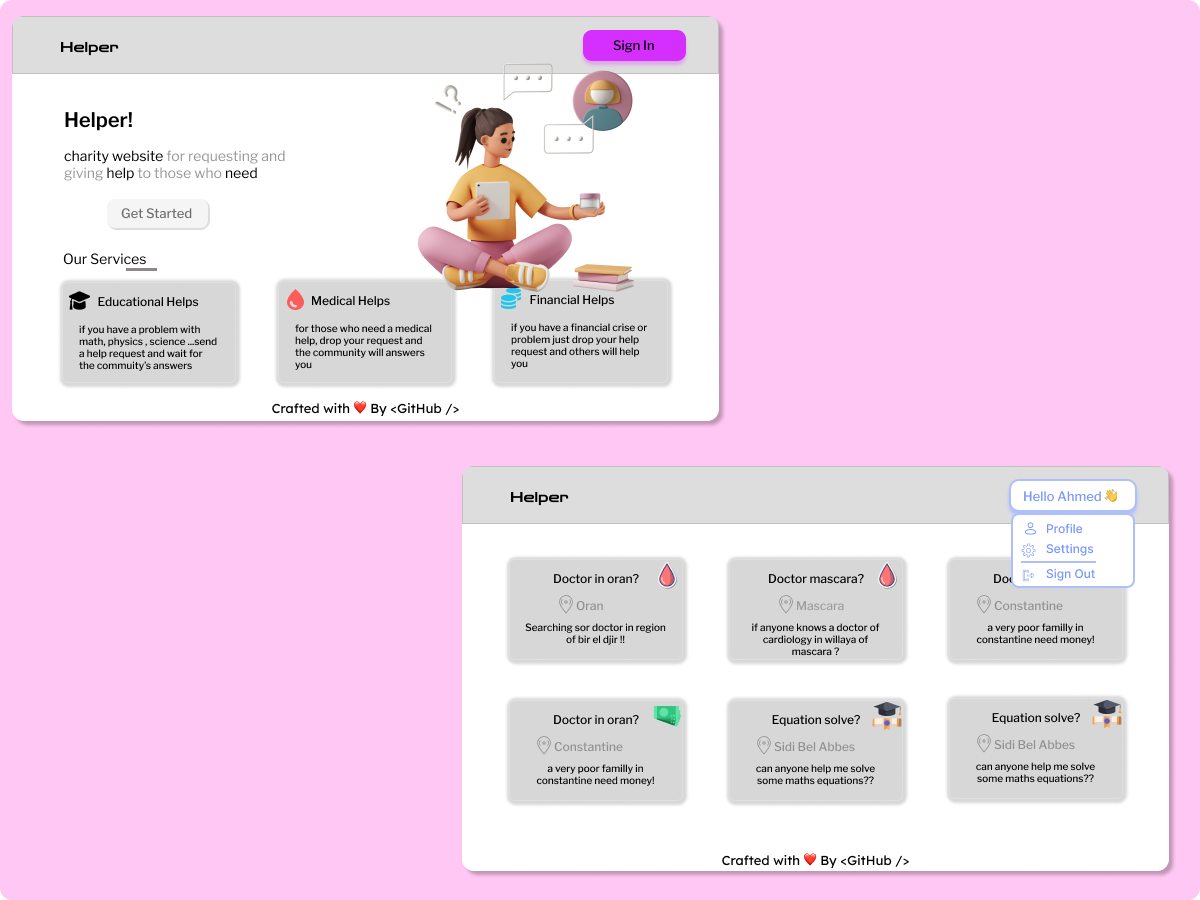 Helper
Sign In
Helper!
charity website for requesting and
giving help to those who need
Get Started
Our Services
Educational Helps
if you have a problem with
math, physics , science ...send
a help request and wait for
the commuity's answers
Medical Helps
for those who need a medical
help, drop your request and
the community will answers
you
Financial Helps
if you have a financial crise or
problem just drop your help
request and others will help
you
Crafted with ❤️ By <GitHub />
Helper
Hello Ahmed 👋
Profile
Settings
Sign Out
Doctor in oran?
Oran
Searching sor doctor in region
of bir el djir !!
Doctor mascara?
Mascara
if anyone knows a doctor of
cardiology in willaya of
mascara ?
Constantine
a very poor familly in
constantine need money!
Doctor in oran?
Constantine
a very poor familly in
constantine need money!
Equation solve?
Sidi Bel Abbes
can anyone help me solve
some maths equations??
Equation solve?
Sidi Bel Abbes
can anyone help me solve
some maths equations??
Crafted with ❤️ By <GitHub />